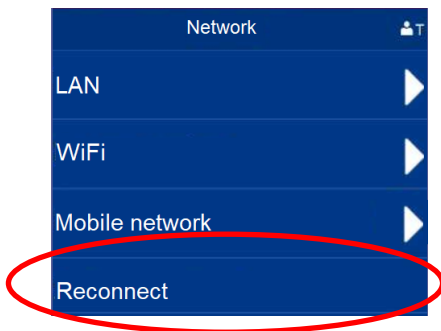 Network
T
LAN
WiFi
Mobile network
Reconnect